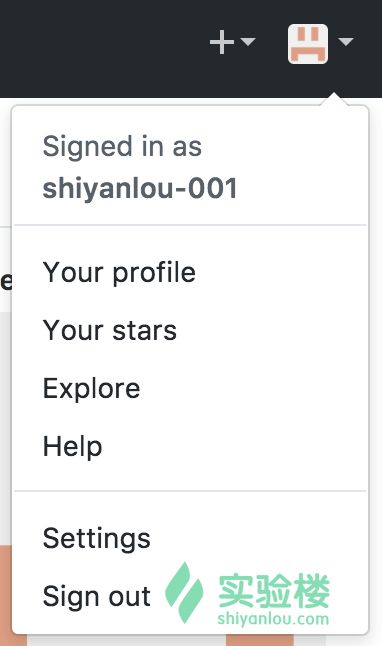 Signed in as
shiyanlou-001
e
Your profile
Your stars
Explore
Help
Settings
Sign out
实验楼
shiyanlou.com